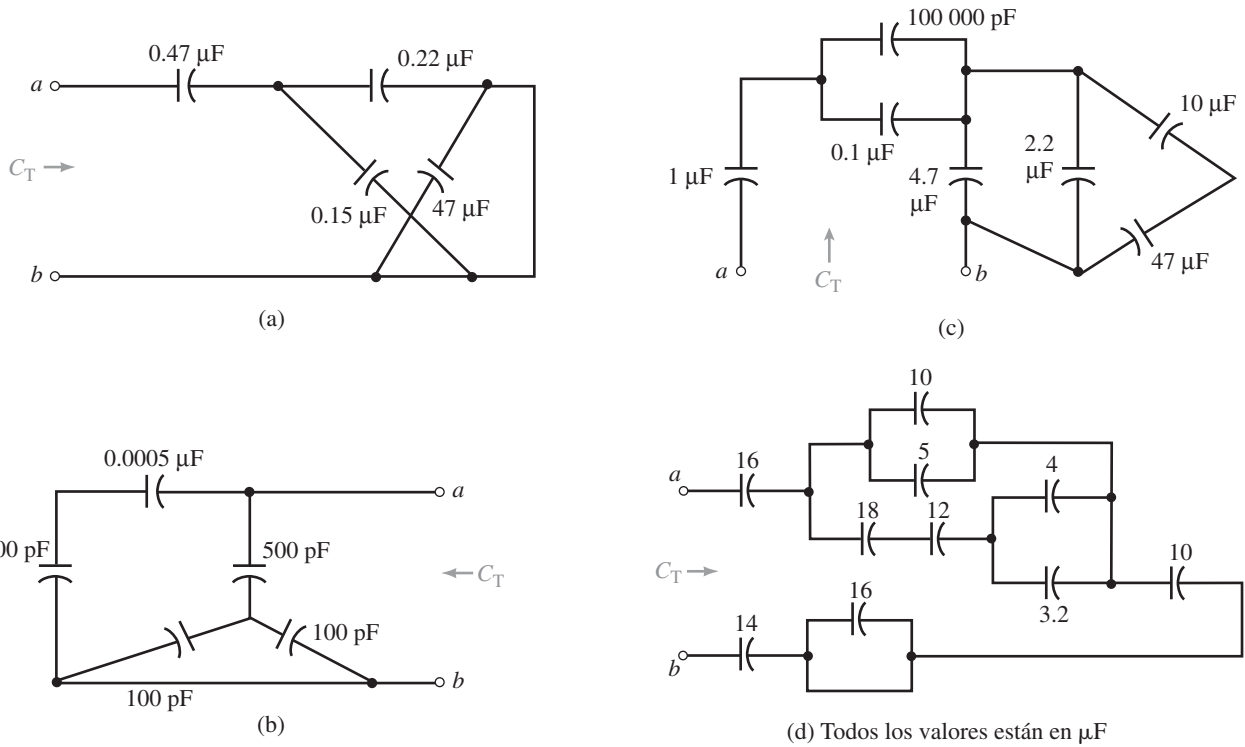 0.47 μF
0.22 μF
a
C_T
0.15 μF
47 μF
b
(a)
100 000 pF
10 μF
0.1 μF
2.2
μF
1 μF
4.7
μF
47 μF
a
C_T
b
(c)
0.0005 μF
a
00 pF
500 pF
C_T
100 pF
b
100 pF
(b)
10
16
5
4
a
18
12
C_T
10
16
3.2
14
b
(d) Todos los valores están en μF